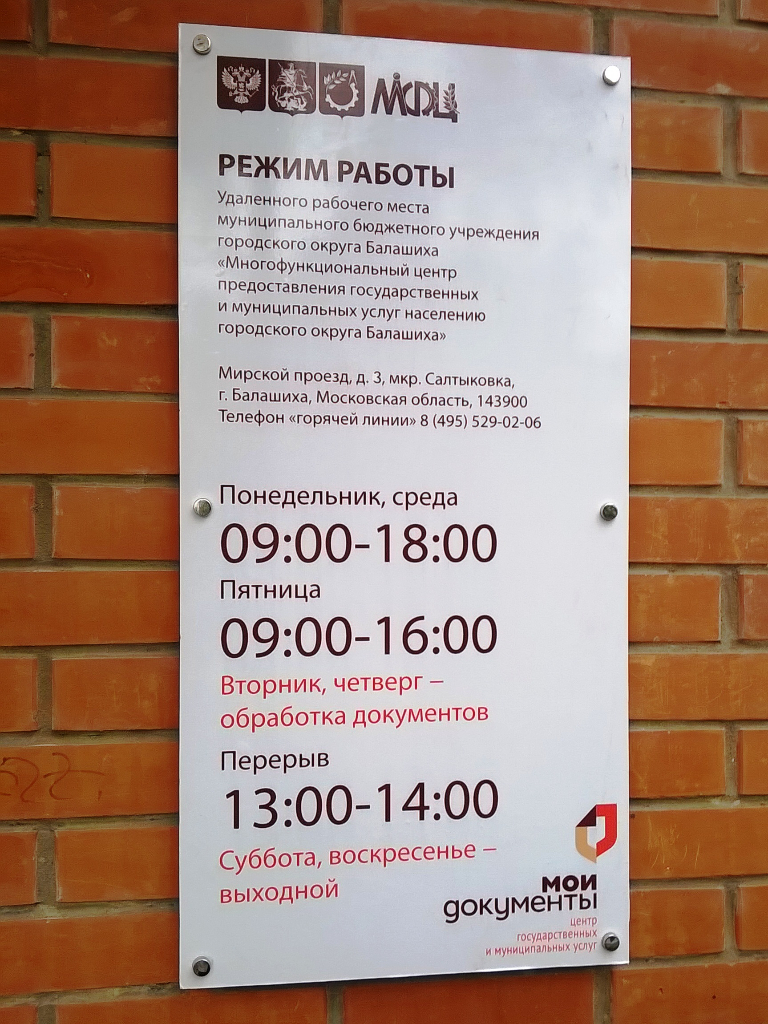 МФЦ
РЕЖИМ РАБОТЫ
Удаленного рабочего места
муниципального бюджетного учреждения
городского округа Балашиха
«Многофункциональный центр
предоставления государственных
и муниципальных услуг населению
городского округа Балашиха»
Мирской проезд, д. 3, мкр. Салтыковка,
г. Балашиха, Московская область, 143900
Телефон «горячей линии» 8 (495) 529-02-06
Понедельник, среда
09:00-18:00
Пятница
09:00-16:00
Вторник, четверг –
обработка документов
Перерыв
13:00-14:00
Суббота, воскресенье –
выходной
мои
документы
центр
государственных
и муниципальных услуг